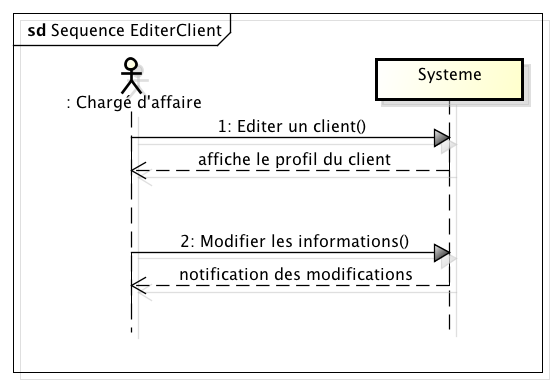 sd Sequence EditerClient
Systeme
: Chargé d'affaire
1: Editer un client()
affiche le profil du client
2: Modifier les informations()
notification des modifications